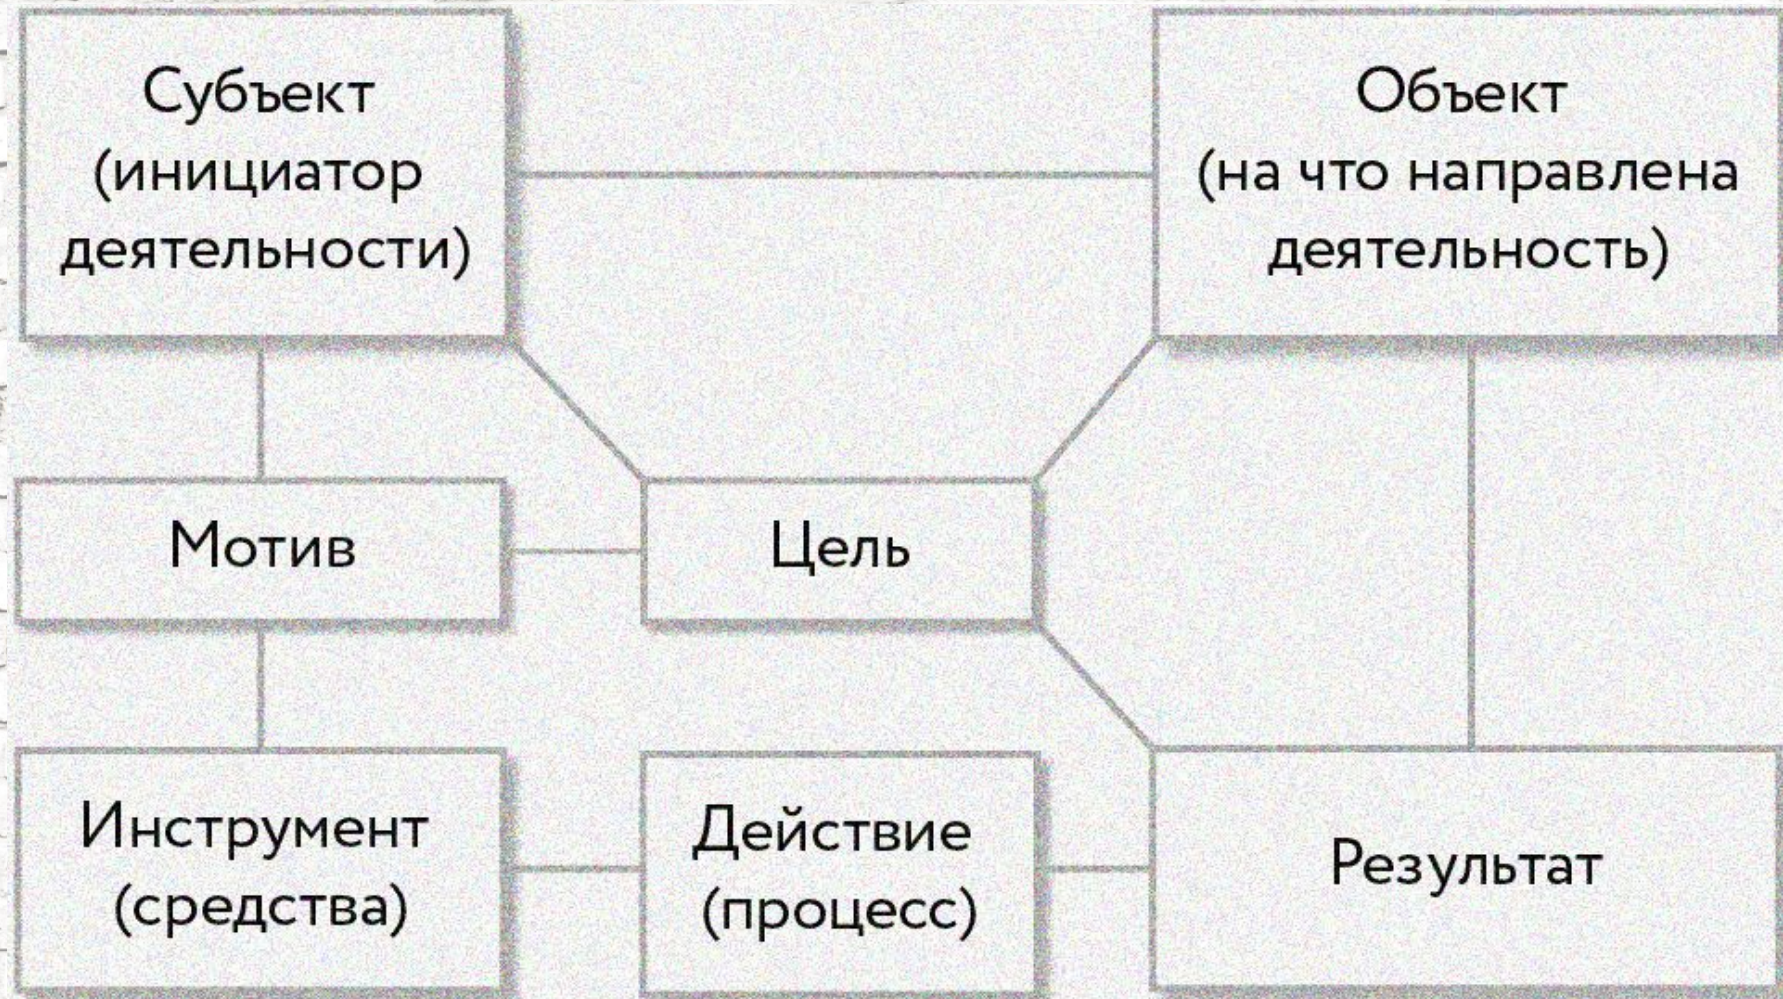 Субъект
(инициатор
деятельности)
Объект
(на что направлена
деятельность)
Мотив
Цель
Инструмент
(средства)
Действие
(процесс)
Результат